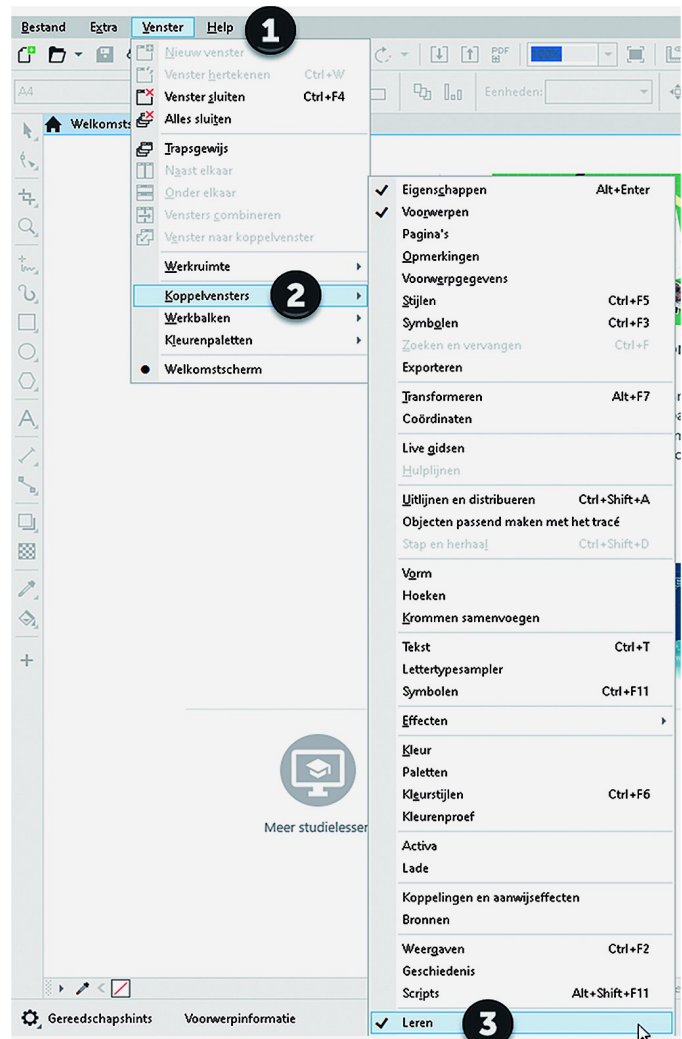 Bestand Extra Venster Help 1
PDF
100%
A4
Eenheden:
Welkomsts
Nieuw venster
Venster hertekenen Ctrl+W
Venster sluiten Ctrl+F4
Alles sluiten
Trapsgewijs
Naast elkaar
Onder elkaar
Vensters combineren
Venster naar koppelvenster
Werkruimte
Koppelvensters 2
Werkbalken
Kleurenpaletten
Welkomstscherm
Eigenschappen Alt+Enter
Voorwerpen
Pagina's
Opmerkingen
Voorwerpgegevens
Stijlen Ctrl+F5
Symbolen Ctrl+F3
Zoeken en vervangen Ctrl+F
Exporteren
Transformeren Alt+F7
Coördinaten
Live gidsen
Hulplijnen
Uitlijnen en distribueren Ctrl+Shift+A
Objecten passend maken met het tracé
Stap en herhaal Ctrl+Shift+D
Vorm
Hoeken
Krommen samenvoegen
Tekst Ctrl+T
Lettertypesampler
Symbolen Ctrl+F11
Effecten
Kleur
Paletten
Kleurstijlen Ctrl+F6
Kleurenproef
Activa
Lade
Koppelingen en aanwijseffecten
Bronnen
Weergaven Ctrl+F2
Geschiedenis
Scripts Alt+Shift+F11
Leren 3
Meer studielessen
Gereedschapshints Voorwerpinformatie